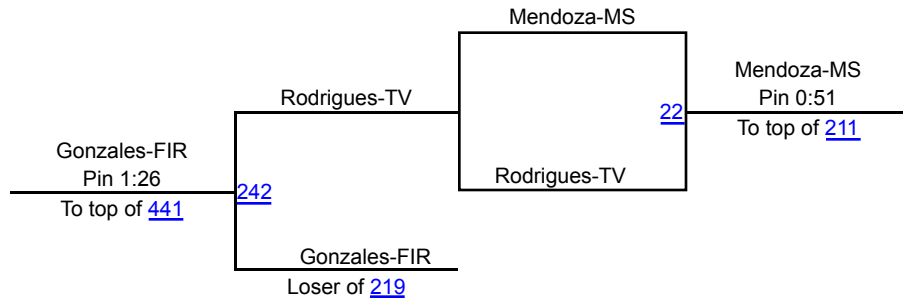 Mendoza-MS
Mendoza-MS
Rodrigues-TV
Pin 0:51
22
To top of 211
Gonzales-FIR
Pin 1:26
Rodrigues-TV
242
To top of 441
Gonzales-FIR
Loser of 219